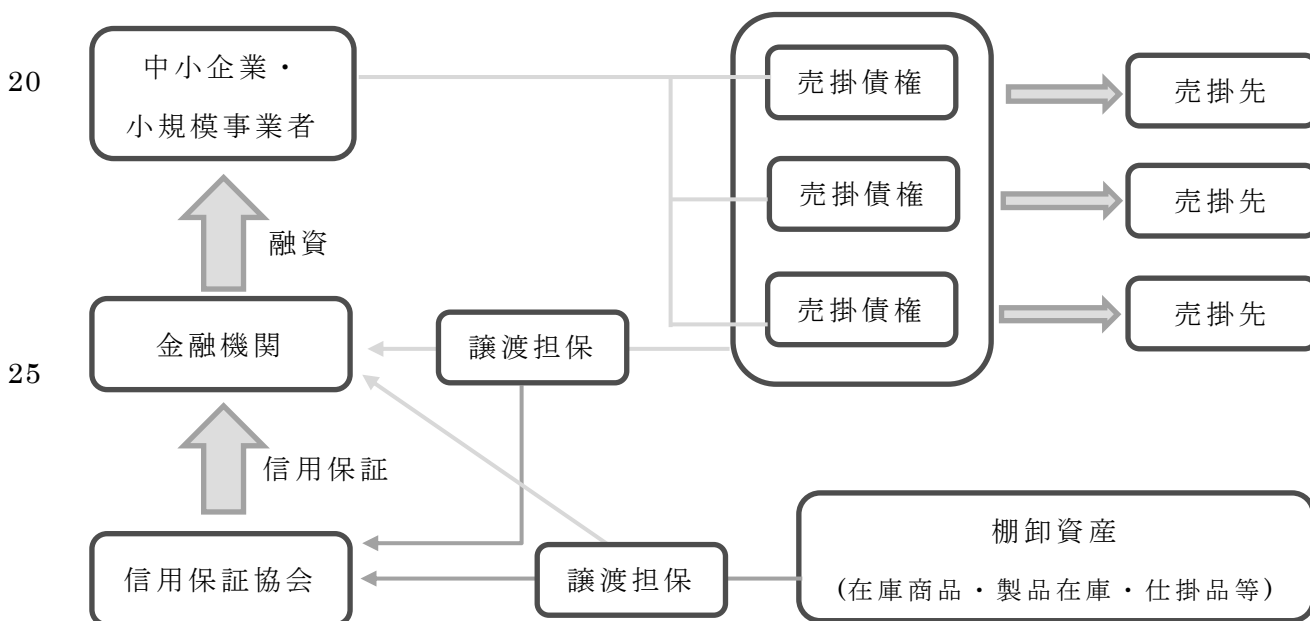 20
中小企業・
小規模事業者
売掛債権
売掛先
売掛債権
売掛先
融資
売掛債権
売掛先
金融機関
譲渡担保
25
信用保証
棚卸資産
(在庫商品・製品在庫・仕掛品等)
信用保証協会
譲渡担保